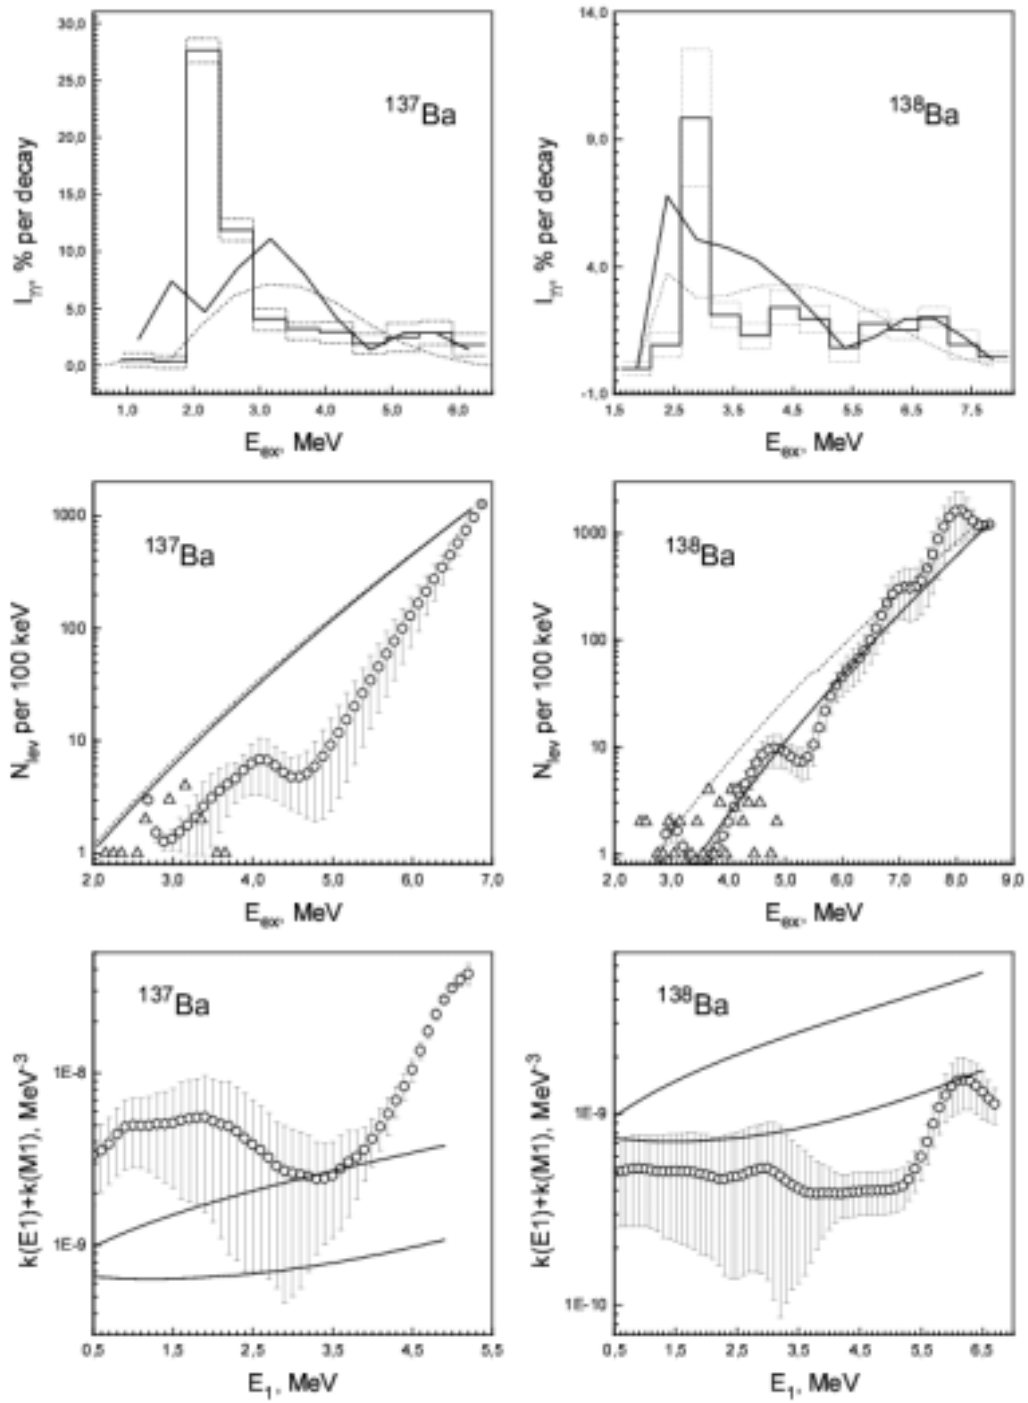 30,0
25,0
20,0
15,0
10,0
5,0
0,0
I_γγ, % per decay
¹³⁷Ba
1,0 2,0 3,0 4,0 5,0 6,0
E_ex, MeV
14,0
9,0
4,0
-1,0
I_γγ, % per decay
¹³⁸Ba
1,5 2,5 3,5 4,5 5,5 6,5 7,5
E_ex, MeV
1000
100
10
1
N_lev per 100 keV
¹³⁷Ba
2,0 3,0 4,0 5,0 6,0 7,0
E_ex, MeV
1000
100
10
1
N_lev per 100 keV
¹³⁸Ba
2,0 3,0 4,0 5,0 6,0 7,0 8,0 9,0
E_ex, MeV
1E-8
1E-9
k(E1)+k(M1), MeV⁻³
¹³⁷Ba
0,5 1,5 2,5 3,5 4,5 5,5
E₁, MeV
1E-9
1E-10
k(E1)+k(M1), MeV⁻³
¹³⁸Ba
0,5 1,5 2,5 3,5 4,5 5,5 6,5
E₁, MeV